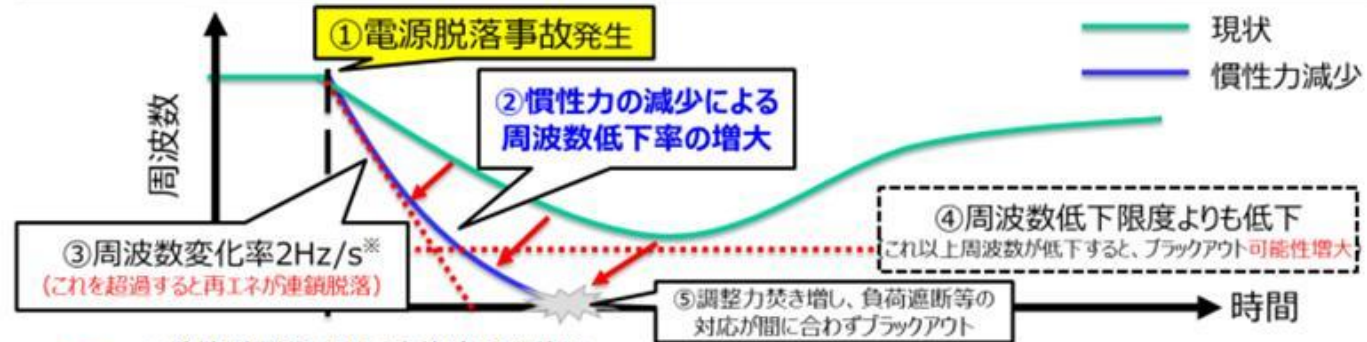 ①電源脱落事故発生
現状
慣性力減少
②慣性力の減少による
周波数低下率の増大
周波数
③周波数変化率2Hz/s※
(これを超過すると再エネが連鎖脱落)
④周波数低下限度よりも低下
これ以上周波数が低下すると、ブラックアウト可能性増大
⑤調整力焚き増し、負荷遮断等の
対応が間に合わずブラックアウト
時間